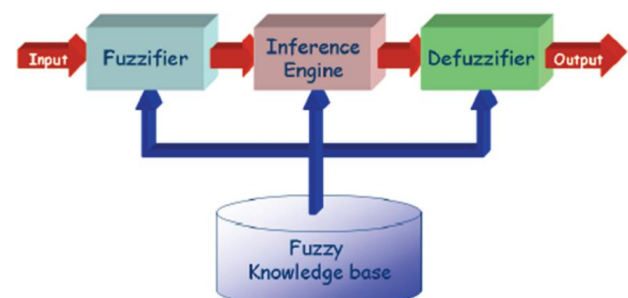 Input
Fuzzifier
Inference
Engine
Defuzzifier
Output
Fuzzy
Knowledge base